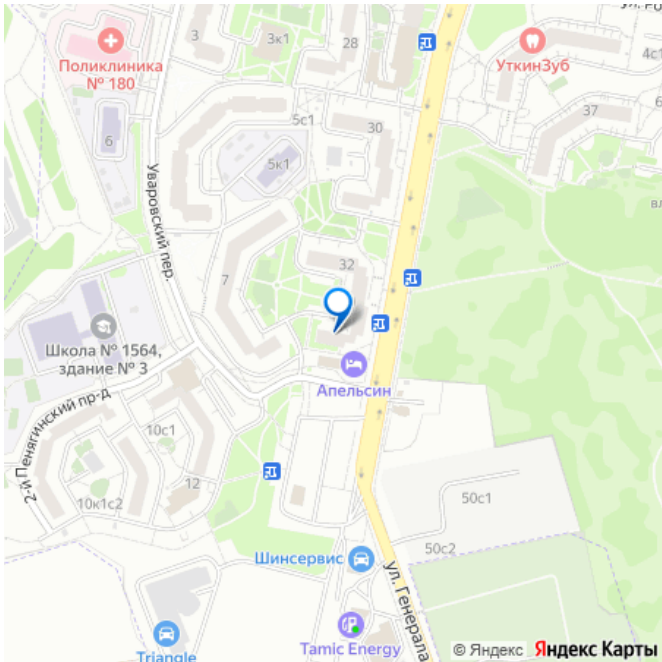 ул. Ро
3
3к1
28
УткинЗуб
4с1
Поликлиника
№ 180
37
5с1
30
6
5к1
Уваровский пер.
вл
32
7
Школа № 1564,
здание № 3
Апельсин
2-й Пенягинский пр-д
10с1
12
10к1с2
50с1
50с2
Шинсервис
ул. Генерала
Tamic Energy
Triangle
© Яндекс Яндекс Карты